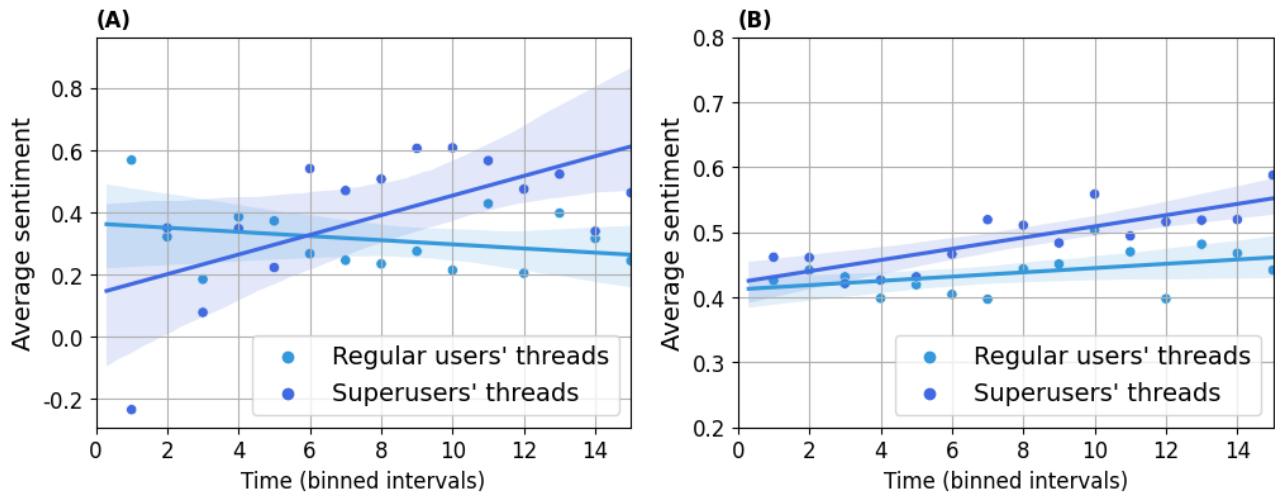 (A)
Average sentiment
0.8
0.6
0.4
0.2
0.0
-0.2
0 2 4 6 8 10 12 14
Time (binned intervals)
Regular users' threads
Superusers' threads
(B)
Average sentiment
0.8
0.7
0.6
0.5
0.4
0.3
0.2
0 2 4 6 8 10 12 14
Time (binned intervals)
Regular users' threads
Superusers' threads